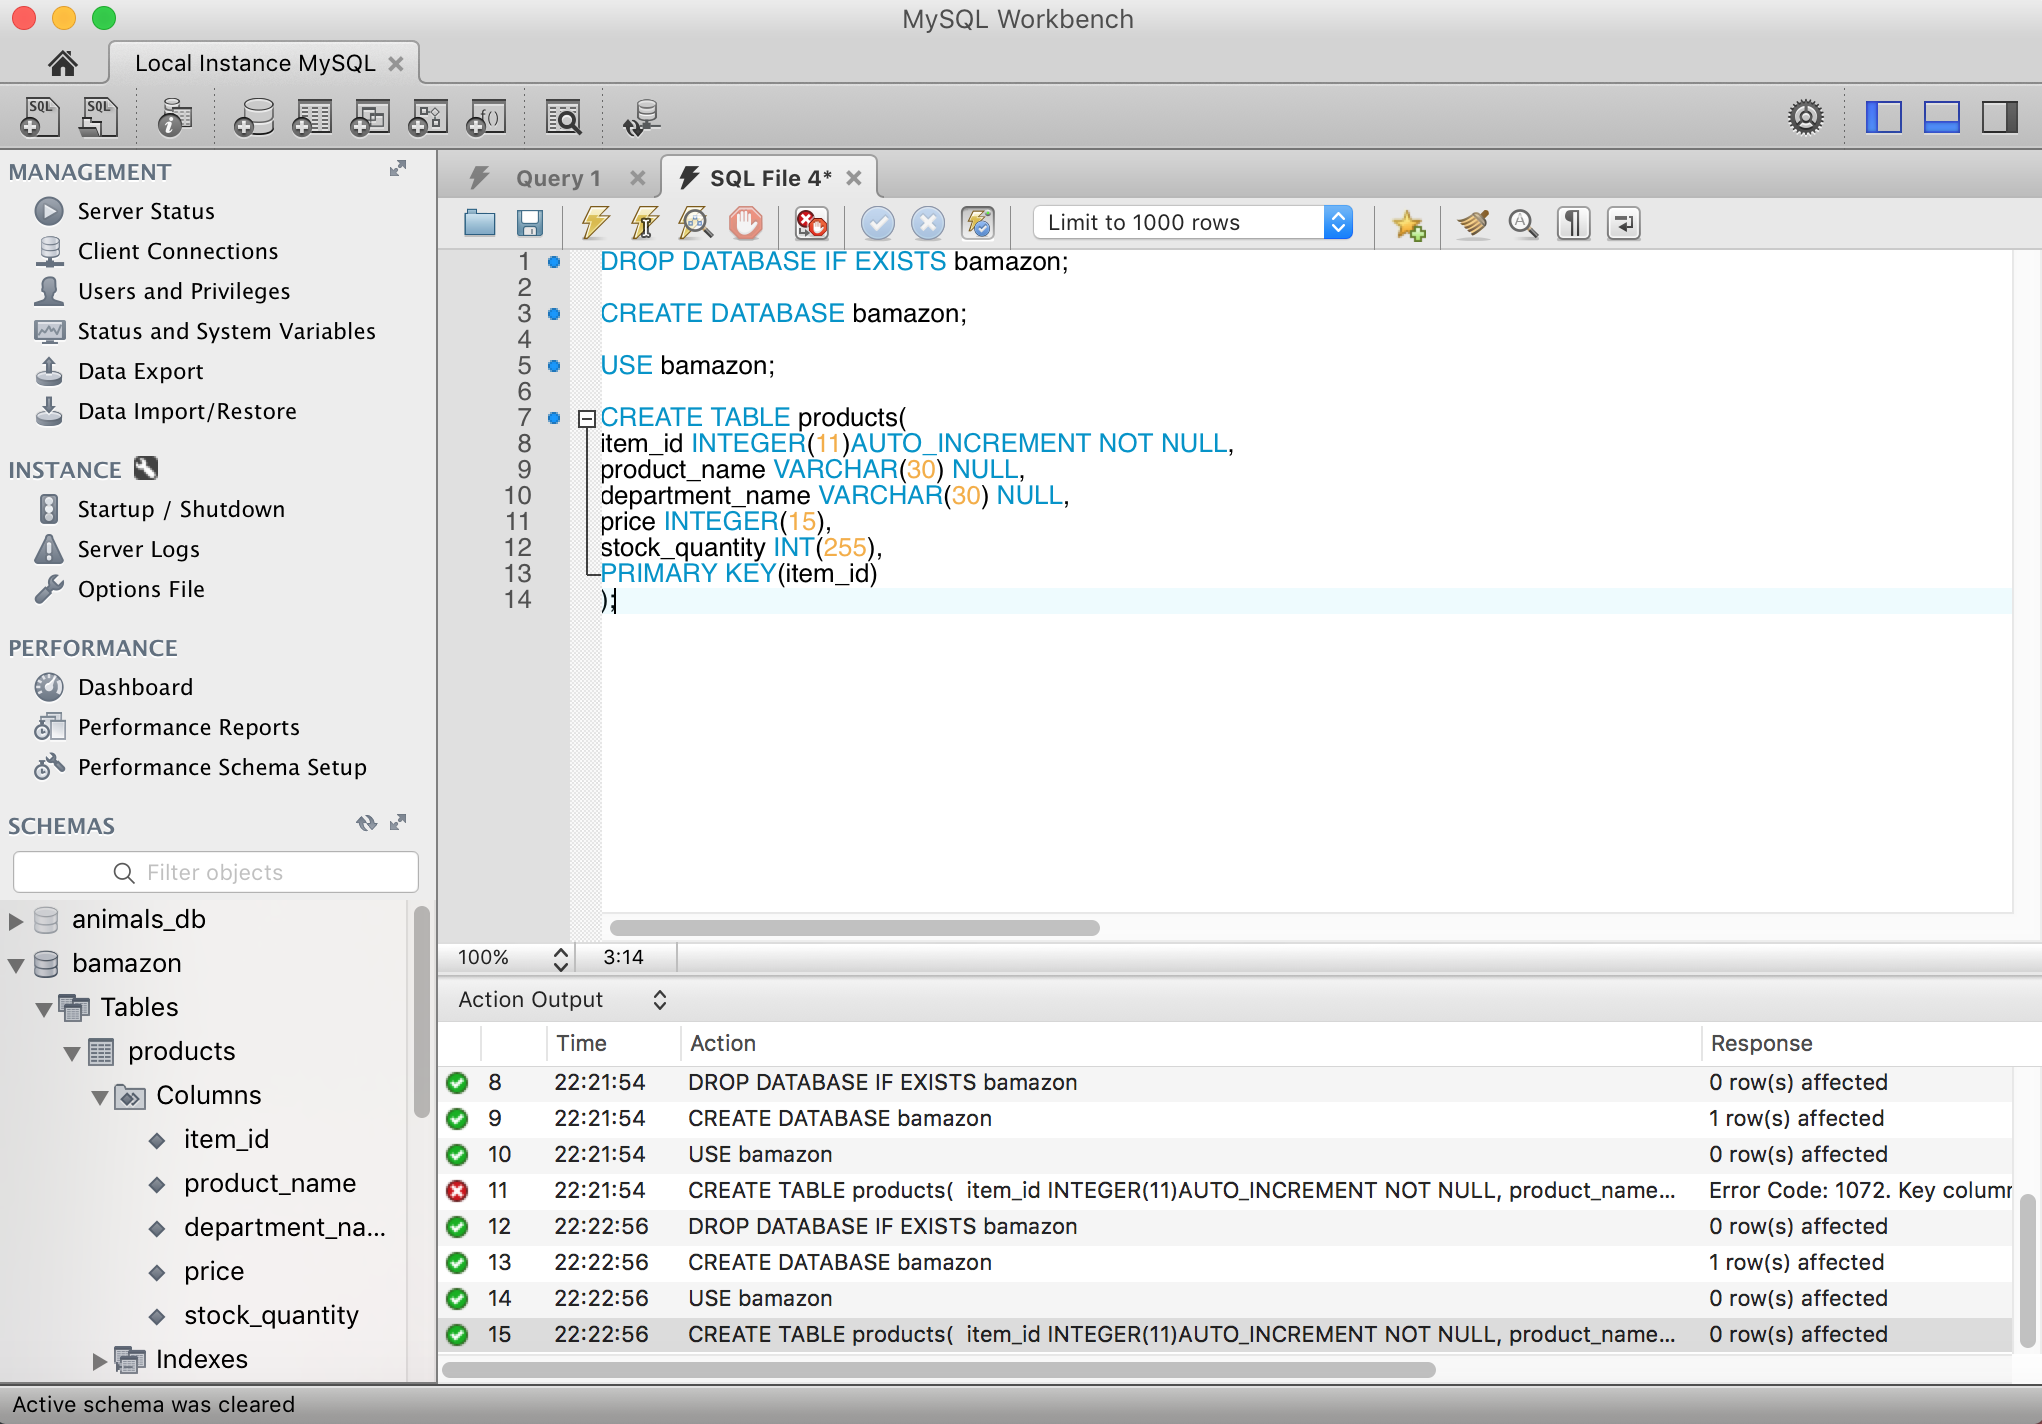 MySQL Workbench
Local Instance MySQL
SQL
SQL
i
f()
MANAGEMENT
Server Status
Client Connections
Users and Privileges
Status and System Variables
Data Export
Data Import/Restore
INSTANCE
Startup / Shutdown
Server Logs
Options File
PERFORMANCE
Dashboard
Performance Reports
Performance Schema Setup
SCHEMAS
Filter objects
animals_db
bamazon
Tables
products
Columns
item_id
product_name
department_na...
price
stock_quantity
Indexes
Query 1
SQL File 4*
Limit to 1000 rows
1 DROP DATABASE IF EXISTS bamazon;
2
3 CREATE DATABASE bamazon;
4
5 USE bamazon;
6
7 CREATE TABLE products(
8 item_id INTEGER(11)AUTO_INCREMENT NOT NULL,
9 product_name VARCHAR(30) NULL,
10 department_name VARCHAR(30) NULL,
11 price INTEGER(15),
12 stock_quantity INT(255),
13 PRIMARY KEY(item_id)
14 );
100% 3:14
Action Output
Time Action Response
8 22:21:54 DROP DATABASE IF EXISTS bamazon 0 row(s) affected
9 22:21:54 CREATE DATABASE bamazon 1 row(s) affected
10 22:21:54 USE bamazon 0 row(s) affected
11 22:21:54 CREATE TABLE products( item_id INTEGER(11)AUTO_INCREMENT NOT NULL, product_name... Error Code: 1072. Key column
12 22:22:56 DROP DATABASE IF EXISTS bamazon 0 row(s) affected
13 22:22:56 CREATE DATABASE bamazon 1 row(s) affected
14 22:22:56 USE bamazon 0 row(s) affected
15 22:22:56 CREATE TABLE products( item_id INTEGER(11)AUTO_INCREMENT NOT NULL, product_name... 0 row(s) affected
Active schema was cleared